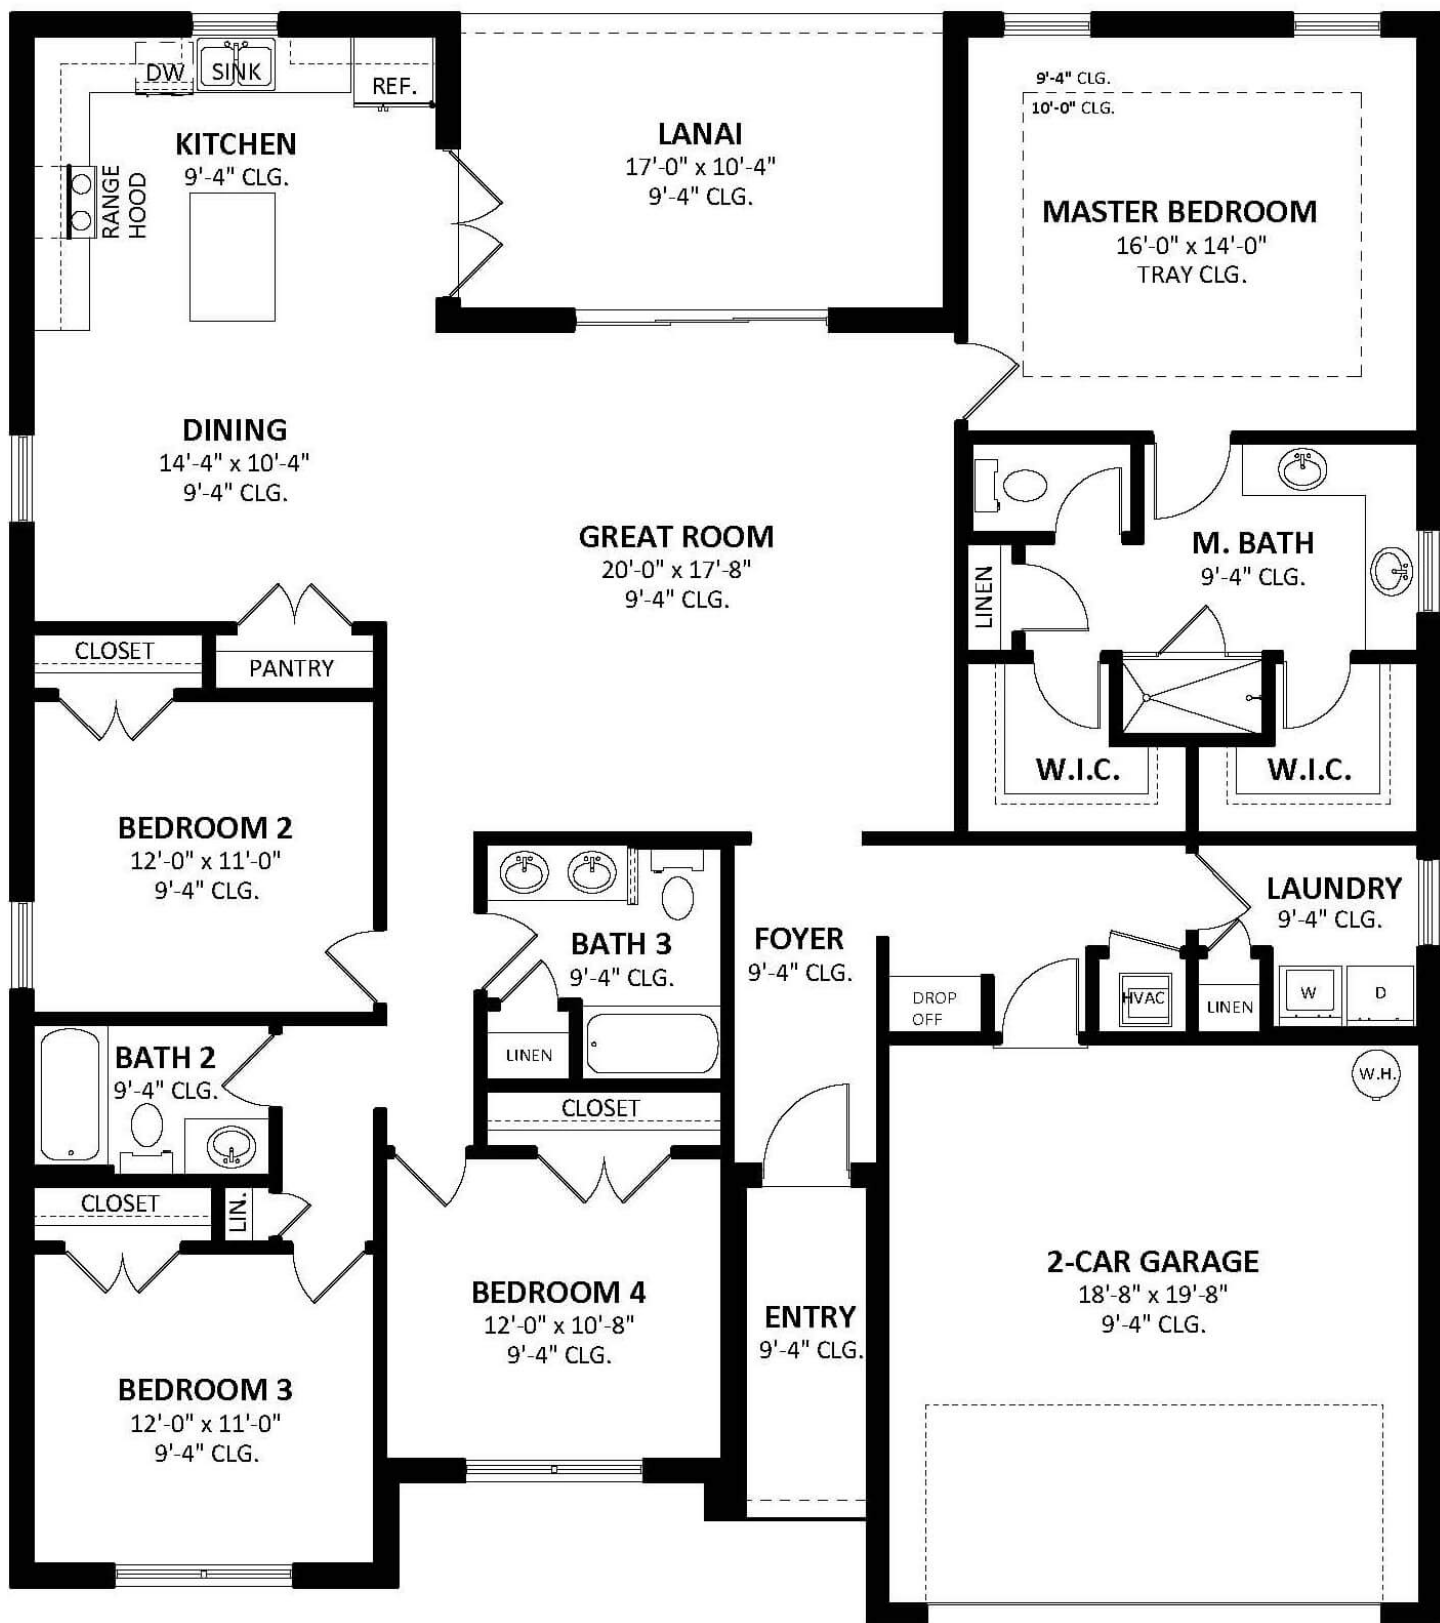 DW
SINK
REF.
KITCHEN
9'-4" CLG.
RANGE
HOOD
LANAI
17'-0" x 10'-4"
9'-4" CLG.
9'-4" CLG.
10'-0" CLG.
MASTER BEDROOM
16'-0" x 14'-0"
TRAY CLG.
DINING
14'-4" x 10'-4"
9'-4" CLG.
GREAT ROOM
20'-0" x 17'-8"
9'-4" CLG.
M. BATH
9'-4" CLG.
LINEN
CLOSET
PANTRY
W.I.C.
W.I.C.
BEDROOM 2
12'-0" x 11'-0"
9'-4" CLG.
BATH 3
9'-4" CLG.
LINEN
FOYER
9'-4" CLG.
LAUNDRY
9'-4" CLG.
DROP
OFF
HVAC
LINEN
W
D
BATH 2
9'-4" CLG.
W.H.
CLOSET
CLOSET
LIN.
BEDROOM 4
12'-0" x 10'-8"
9'-4" CLG.
ENTRY
9'-4" CLG.
2-CAR GARAGE
18'-8" x 19'-8"
9'-4" CLG.
BEDROOM 3
12'-0" x 11'-0"
9'-4" CLG.